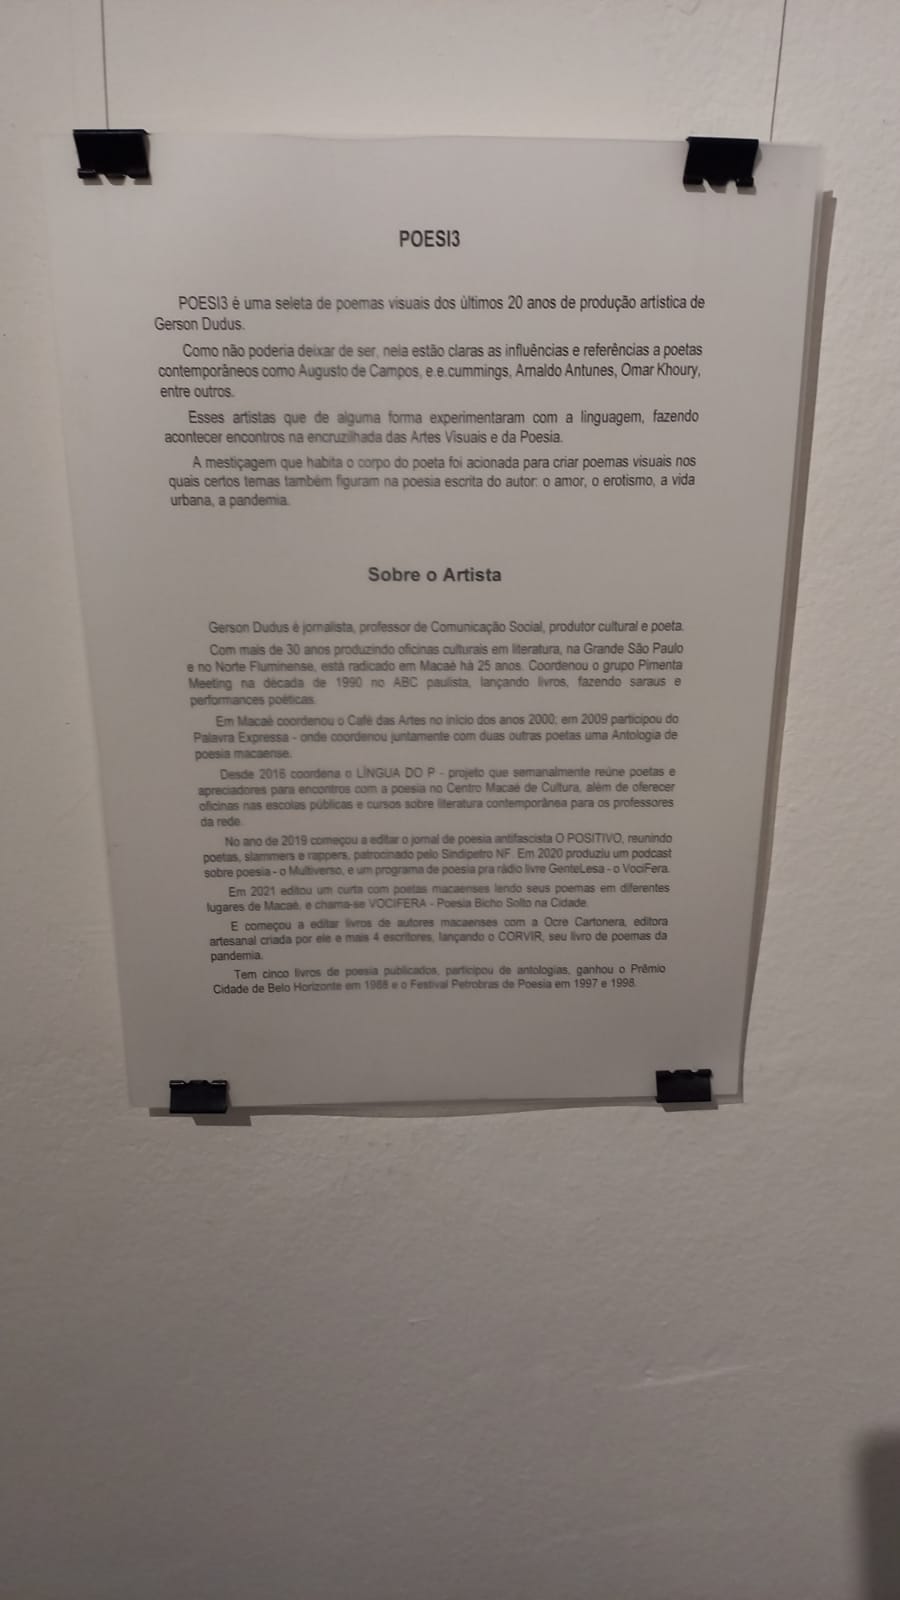 POESI3
POESI3 é uma seleta de poemas visuais dos últimos 20 anos de produção artística de
Gerson Dudus.
Como não poderia deixar de ser, nela estão claras as influências e referências a poetas
contemporâneos como Augusto de Campos, e.e.cummings, Arnaldo Antunes, Omar Khoury,
entre outros.
Esses artistas que de alguma forma experimentaram com a linguagem, fazendo
acontecer encontros na encruzilhada das Artes Visuais e da Poesia.
A mestiçagem que habita o corpo do poeta foi acionada para criar poemas visuais nos
quais certos temas também figuram na poesia escrita do autor: o amor, o erotismo, a vida
urbana, a pandemia.
Sobre o Artista
Gerson Dudus é jornalista, professor de Comunicação Social, produtor cultural e poeta.
Com mais de 30 anos produzindo oficinas culturais em literatura, na Grande São Paulo
e no Norte Fluminense, está radicado em Macaé há 25 anos. Coordenou o grupo Pimenta
Meeting na década de 1990 no ABC paulista, lançando livros, fazendo saraus e
performances poéticas.
Em Macaé coordenou o Café das Artes no início dos anos 2000; em 2009 participou do
Palavra Expressa - onde coordenou juntamente com duas outras poetas uma Antologia de
poesia macaense.
Desde 2016 coordena o LÍNGUA DO P - projeto que semanalmente reúne poetas e
apreciadores para encontros com a poesia no Centro Macaé de Cultura, além de oferecer
oficinas nas escolas públicas e cursos sobre literatura contemporânea para os professores
da rede.
No ano de 2019 começou a editar o jornal de poesia antifascista O POSITIVO, reunindo
poetas, slammers e rappers, patrocinado pelo Sindipetro NF. Em 2020 produziu um podcast
sobre poesia - o Multiverso, e um programa de poesia pra rádio livre GenteLesa - o VociFera.
Em 2021 editou um curta com poetas macaenses lendo seus poemas em diferentes
lugares de Macaé, e chama-se VOCIFERA - Poesia Bicho Solto na Cidade.
E começou a editar livros de autores macaenses com a Ocre Cartonera, editora
artesanal criada por ele e mais 4 escritores, lançando o CORVIR, seu livro de poemas da
pandemia.
Tem cinco livros de poesia publicados, participou de antologias, ganhou o Prêmio
Cidade de Belo Horizonte em 1988 e o Festival Petrobras de Poesia em 1997 e 1998.